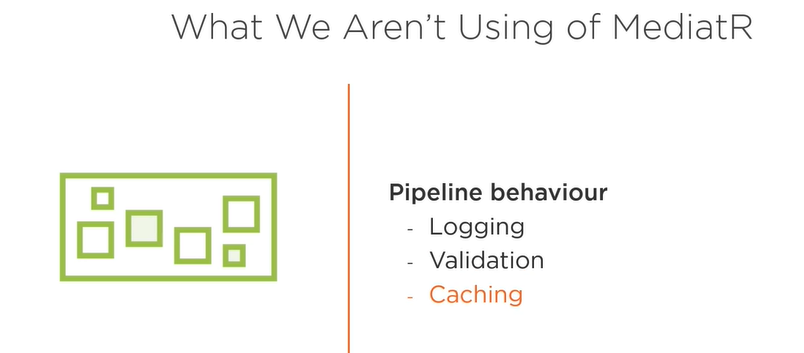 What We Aren’t Using of MediatR
Pipeline behaviour
- Logging
- Validation
- Caching